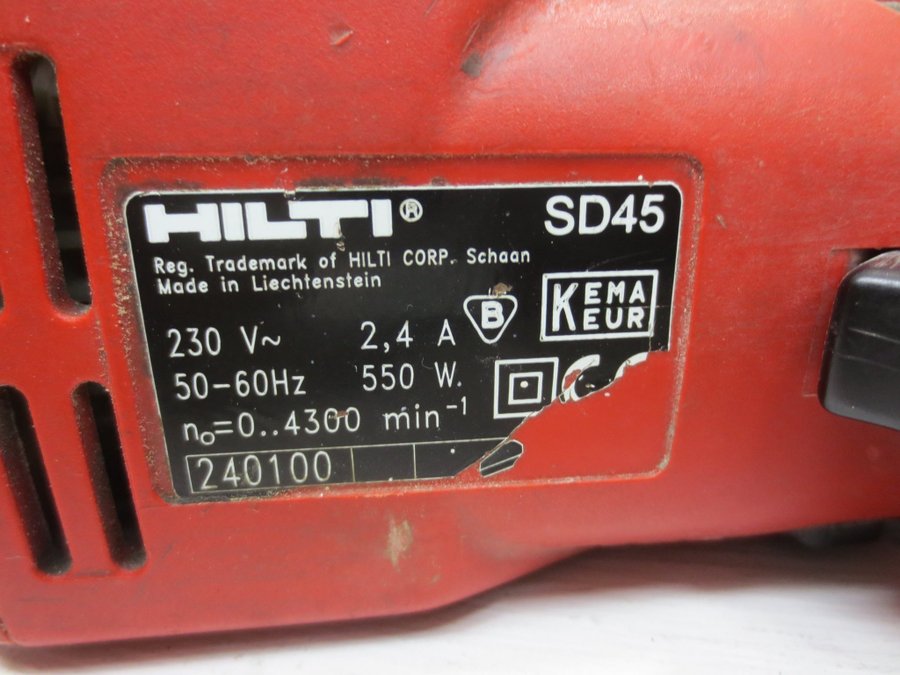 HILTI® SD45
Reg. Trademark of HILTI CORP. Schaan
Made in Liechtenstein
B
KEMA
EUR
230 V~ 2,4 A
50-60Hz 550 W.
n₀=0..4300 min⁻¹
240100